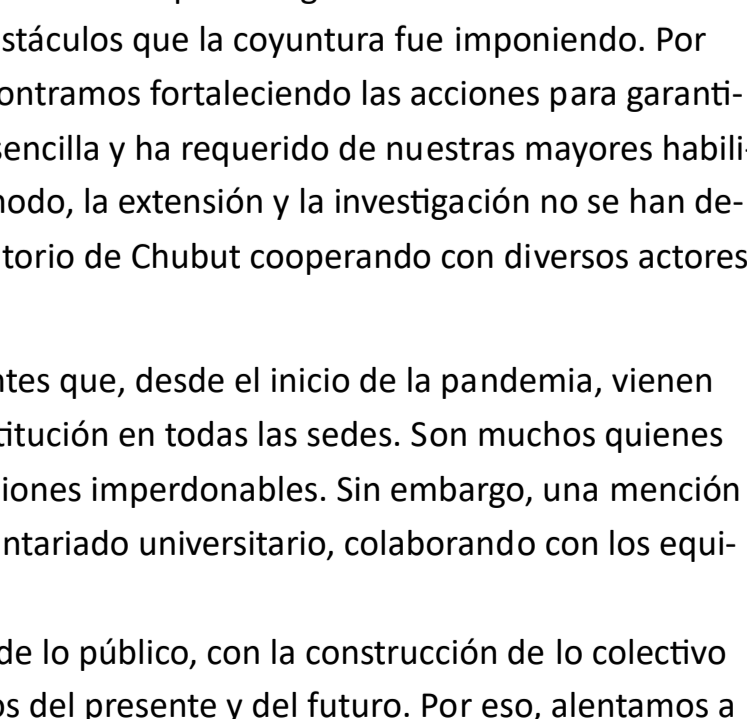 stáculos que la coyuntura fue imponiendo. Por
ontramos fortaleciendo las acciones para garanti-
sencilla y ha requerido de nuestras mayores habili-
nodo, la extensión y la investigación no se han de-
torio de Chubut cooperando con diversos actores
ntes que, desde el inicio de la pandemia, vienen
titución en todas las sedes. Son muchos quienes
iones imperdonables. Sin embargo, una mención
ntariado universitario, colaborando con los equi-
de lo público, con la construcción de lo colectivo
os del presente y del futuro. Por eso, alentamos a